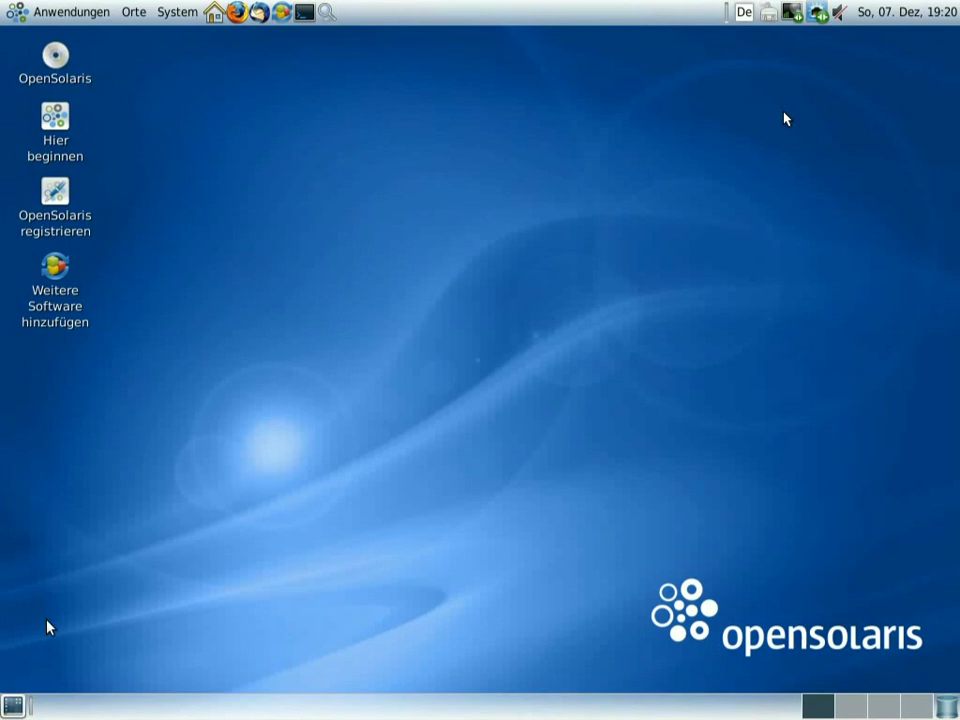 Anwendungen Orte System De So, 07. Dez, 19:20
OpenSolaris
Hier
beginnen
OpenSolaris
registrieren
Weitere
Software
hinzufügen
opensolaris